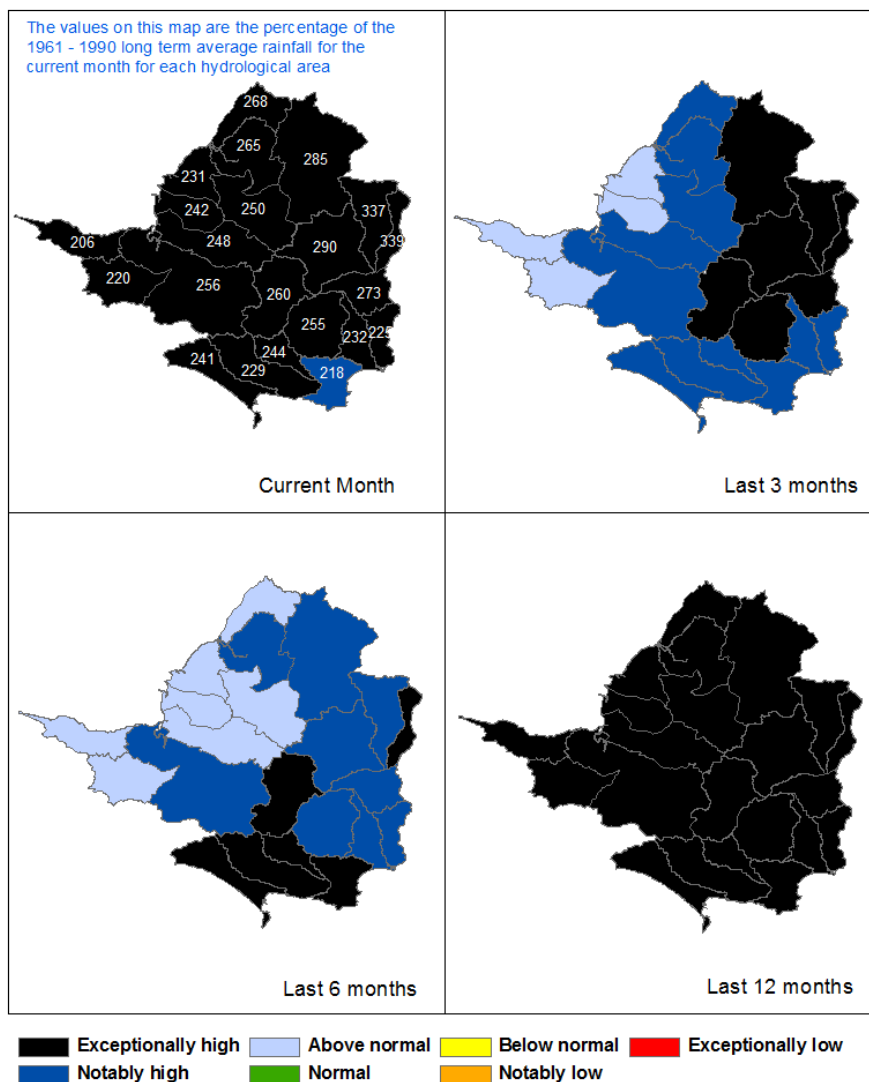 The values on this map are the percentage of the
1961 - 1990 long term average rainfall for the
current month for each hydrological area
268
265
285
231
337
242
250
206
248
290
339
220
256
260
273
255
232
225
241
244
229
218
Current Month
Last 3 months
Last 6 months
Last 12 months
Exceptionally high
Above normal
Below normal
Exceptionally low
Notably high
Normal
Notably low